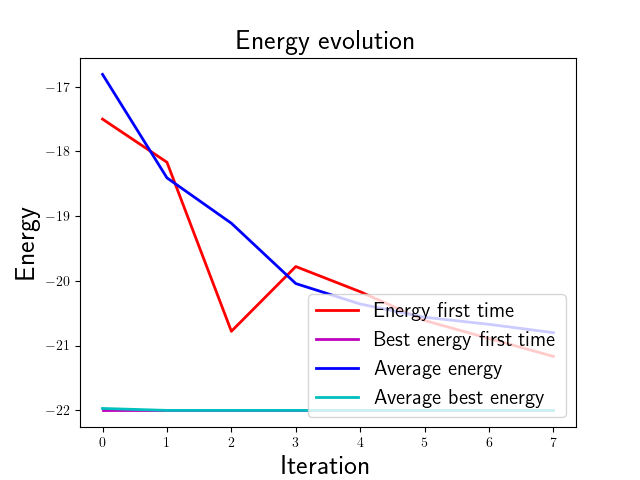 Energy evolution
Energy
−17
−18
−19
−20
−21
−22
Energy first time
Best energy first time
Average energy
Average best energy
0 1 2 3 4 5 6 7
Iteration